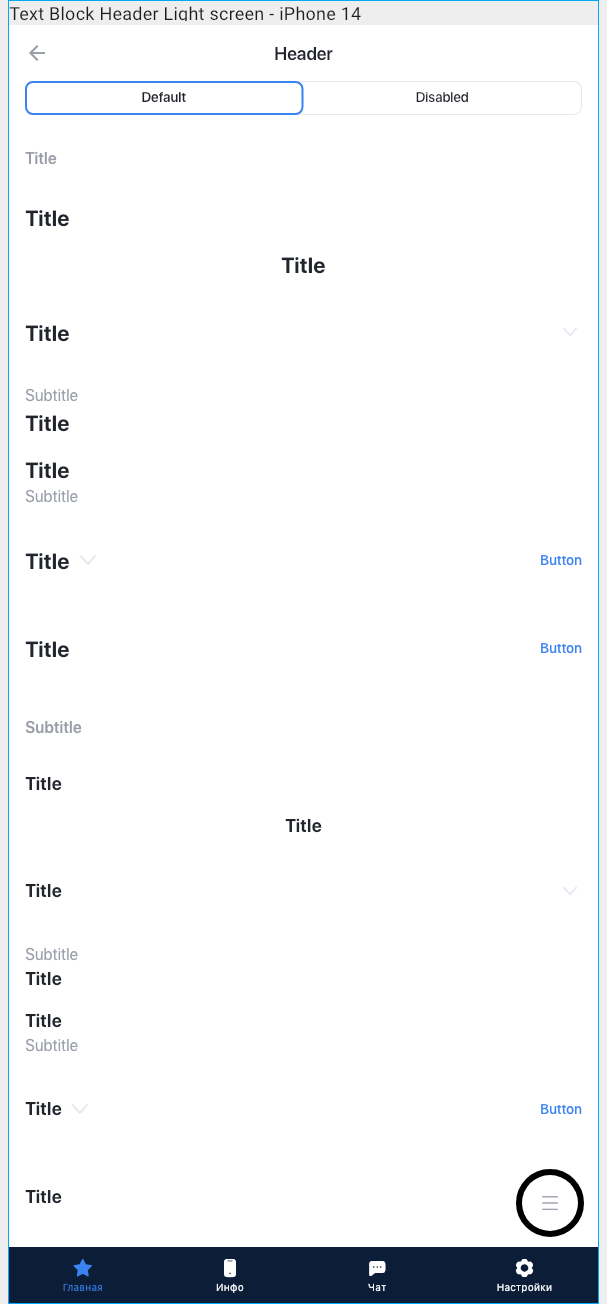 Text Block Header Light screen - iPhone 14
Header
Default Disabled
Title
Title
Title
Title
Subtitle
Title
Title
Subtitle
Title Button
Title Button
Subtitle
Title
Title
Title
Subtitle
Title
Title
Subtitle
Title Button
Title
Главная Инфо Чат Настройки